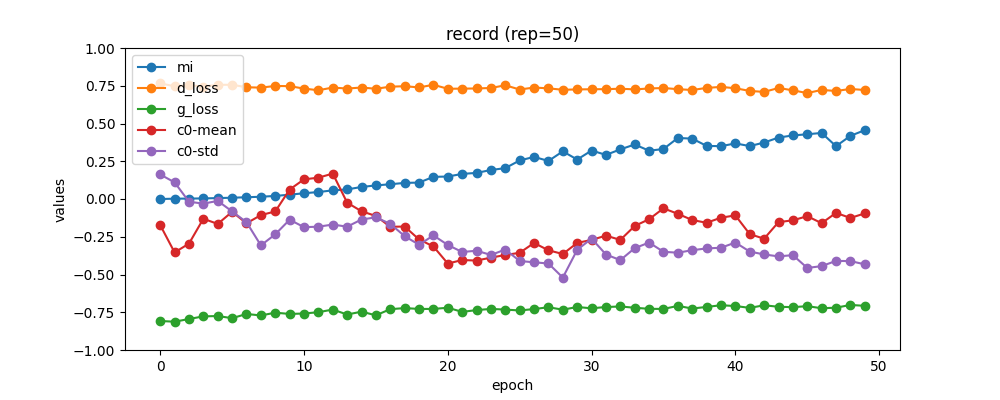 record (rep=50)
1.00
0.75
0.50
0.25
0.00
−0.25
−0.50
−0.75
−1.00
values
mi
d_loss
g_loss
c0-mean
c0-std
0 10 20 30 40 50
epoch